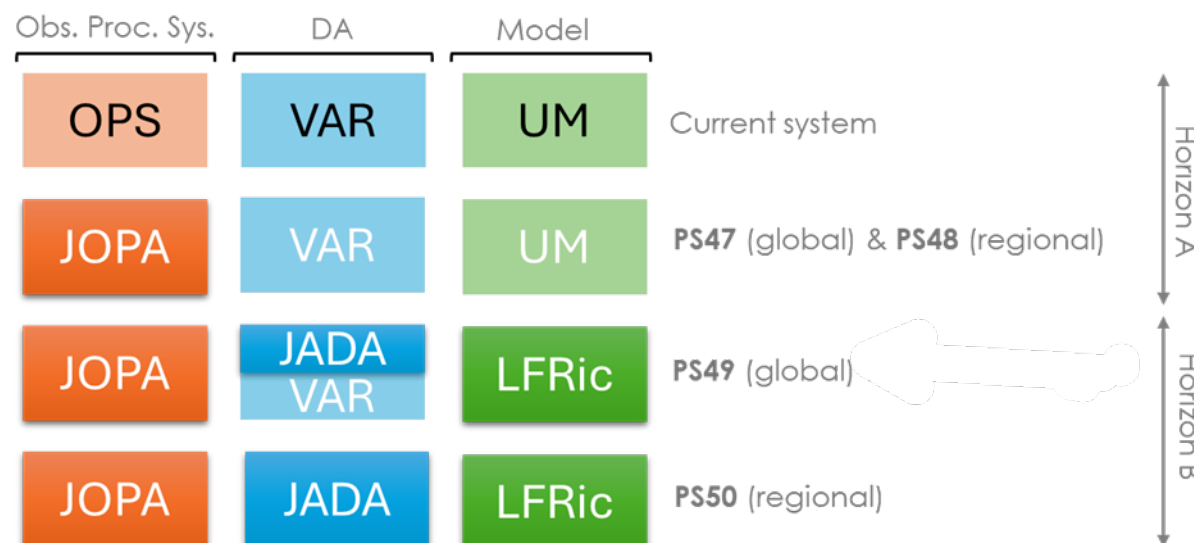 Obs. Proc. Sys. DA Model
OPS VAR UM Current system
JOPA VAR UM PS47 (global) & PS48 (regional)
Horizon A
JOPA JADA VAR LFRic PS49 (global)
JOPA JADA LFRic PS50 (regional)
Horizon B